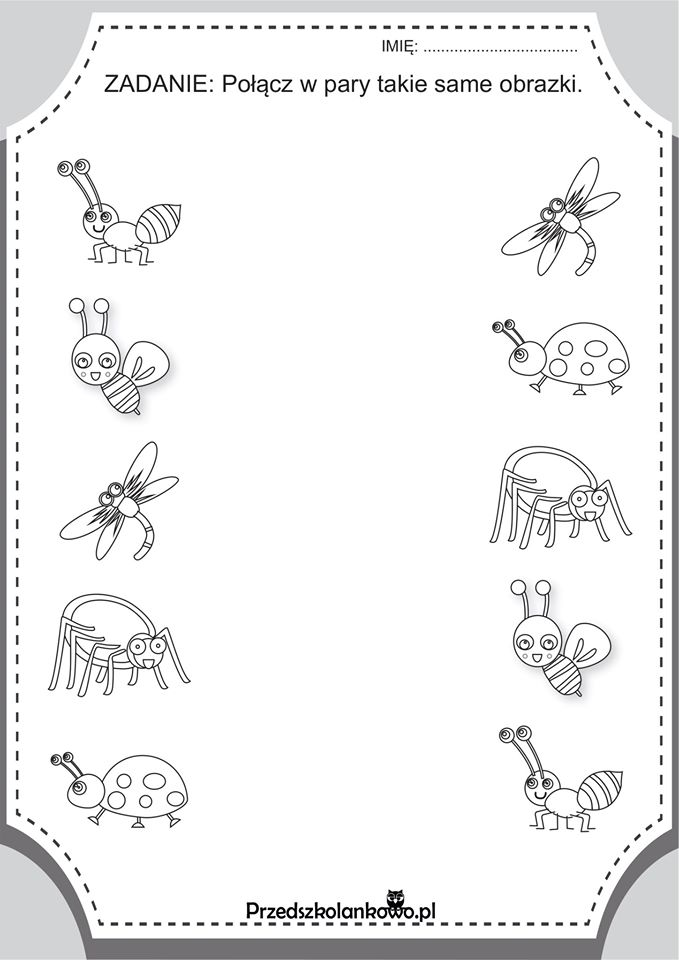 IMIĘ: ...................................
ZADANIE: Połącz w pary takie same obrazki.
Przedszkolankowo.pl